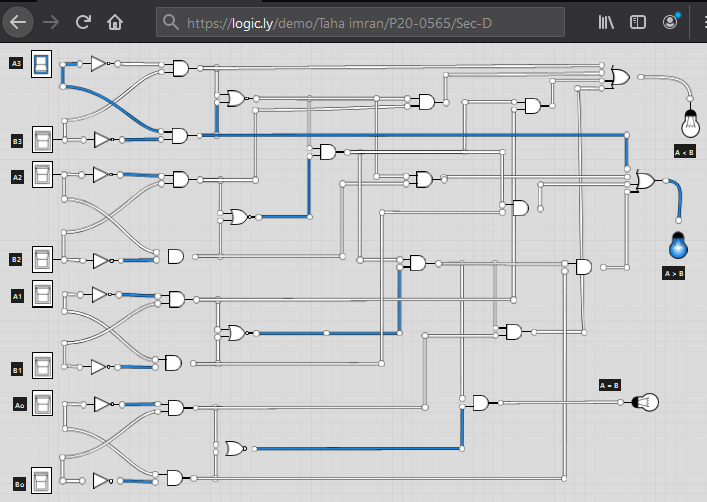 https://logic.ly/demo/Taha imran/P20-0565/Sec-D
A3
B3
A < B
A2
A > B
B2
A1
B1
A = B
Ao
Bo